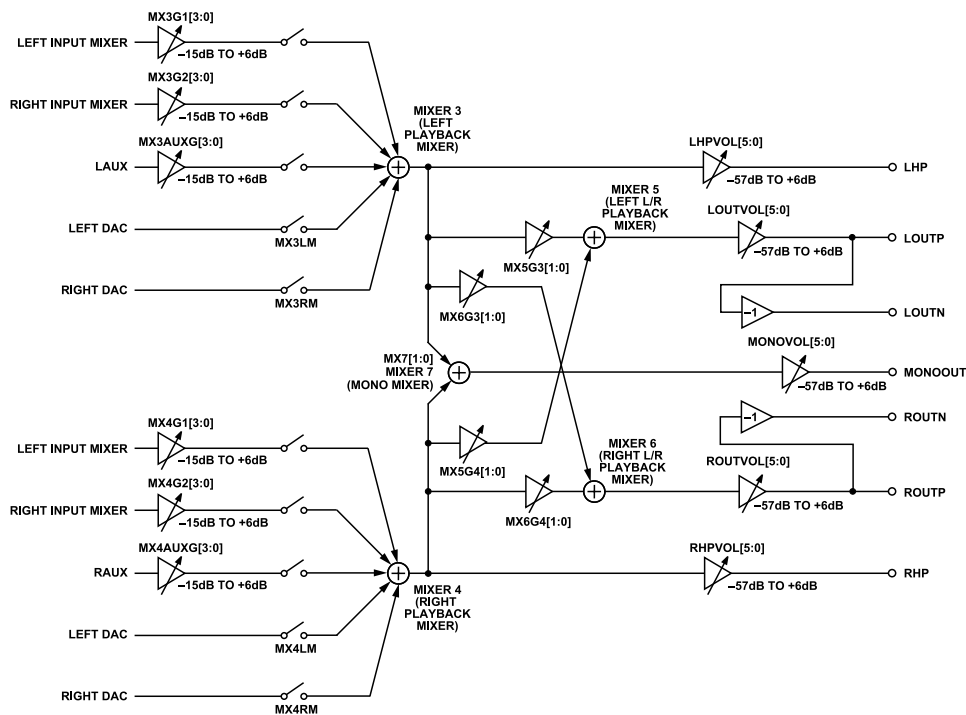 MX3G1[3:0]
LEFT INPUT MIXER
–15dB TO +6dB
MX3G2[3:0]
RIGHT INPUT MIXER
–15dB TO +6dB
MX3AUXG[3:0]
LAUX
–15dB TO +6dB
LEFT DAC
MX3LM
RIGHT DAC
MX3RM
MIXER 3
(LEFT
PLAYBACK
MIXER)
LHPVOL[5:0]
–57dB TO +6dB
LHP
MIXER 5
(LEFT L/R
PLAYBACK
MIXER)
LOUTVOL[5:0]
–57dB TO +6dB
LOUTP
MX5G3[1:0]
MX6G3[1:0]
–1
LOUTN
MX7[1:0]
MIXER 7
(MONO MIXER)
MONOVOL[5:0]
–57dB TO +6dB
MONOOUT
–1
ROUTN
MX5G4[1:0]
MIXER 6
(RIGHT L/R
PLAYBACK
MIXER)
ROUTVOL[5:0]
–57dB TO +6dB
ROUTP
MX6G4[1:0]
MX4G1[3:0]
LEFT INPUT MIXER
–15dB TO +6dB
MX4G2[3:0]
RIGHT INPUT MIXER
–15dB TO +6dB
MX4AUXG[3:0]
RAUX
–15dB TO +6dB
LEFT DAC
MX4LM
RIGHT DAC
MX4RM
MIXER 4
(RIGHT
PLAYBACK
MIXER)
RHPVOL[5:0]
–57dB TO +6dB
RHP